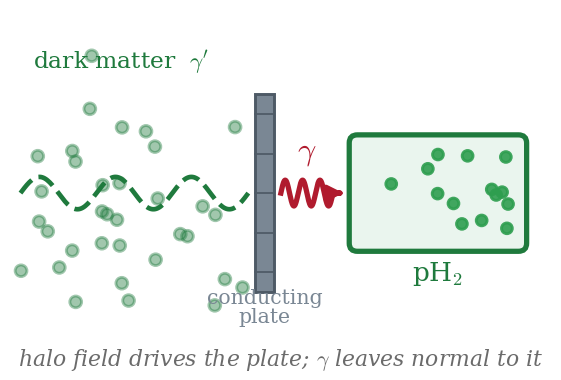 dark matter γ′
γ
conducting
plate
pH₂
halo field drives the plate; γ leaves normal to it